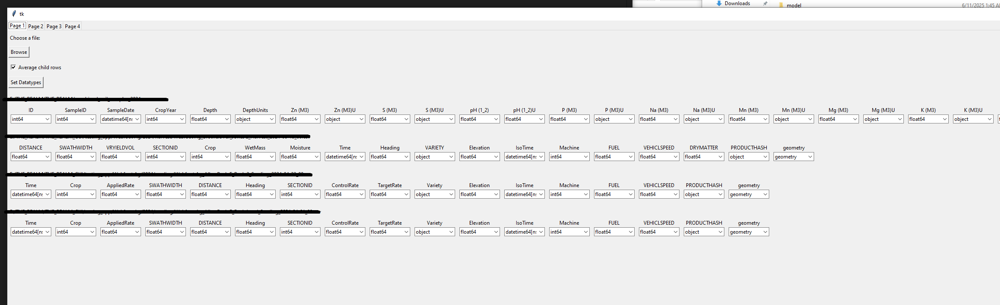 Downloads
model
6/11/2025 1:45 A
tk
Page 1 Page 2 Page 3 Page 4
Choose a file:
Browse
Average child rows
Set Datatypes
ID SampleID SampleDate CropYear Depth DepthUnits Zn (M3) Zn (M3)U S (M3) S (M3)U pH (1_2) pH (1_2)U P (M3) P (M3)U Na (M3) Na (M3)U Mn (M3) Mn (M3)U Mg (M3) Mg (M3)U K (M3) K (M3)U
int64 int64 datetime64[n: int64 float64 object float64 object float64 object float64 float64 float64 object float64 object float64 object float64 object float64 object
DISTANCE SWATHWIDTH VRYIELDVOL SECTIONID Crop WetMass Moisture Time Heading VARIETY Elevation IsoTime Machine FUEL VEHICLSPEED DRYMATTER PRODUCTHASH geometry
float64 float64 float64 int64 int64 float64 float64 datetime64[n: float64 object float64 datetime64[n: int64 float64 float64 float64 object geometry
Time Crop AppliedRate SWATHWIDTH DISTANCE Heading SECTIONID ControlRate TargetRate Variety Elevation IsoTime Machine FUEL VEHICLSPEED PRODUCTHASH geometry
datetime64[n: int64 float64 float64 float64 float64 int64 float64 float64 object float64 datetime64[n: int64 float64 float64 object geometry
Time Crop AppliedRate SWATHWIDTH DISTANCE Heading SECTIONID ControlRate TargetRate Variety Elevation IsoTime Machine FUEL VEHICLSPEED PRODUCTHASH geometry
datetime64[n: int64 float64 float64 float64 float64 int64 float64 float64 object float64 datetime64[n: int64 float64 float64 object geometry